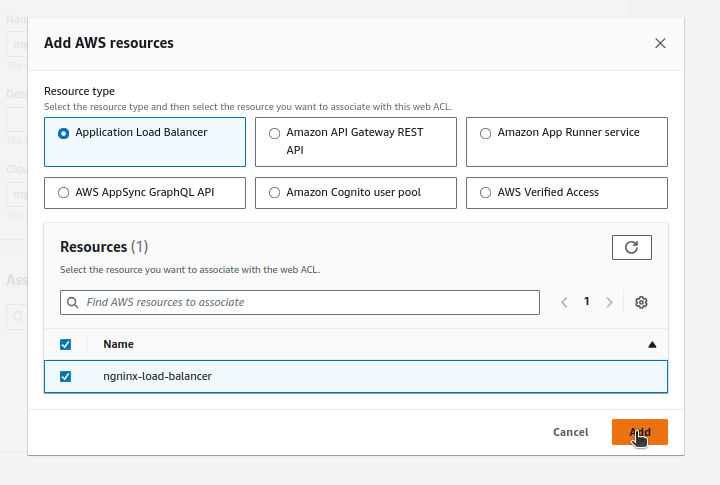 Add AWS resources
Resource type
Select the resource type and then select the resource you want to associate with this web ACL.
Application Load Balancer
Amazon API Gateway REST
API
Amazon App Runner service
AWS AppSync GraphQL API
Amazon Cognito user pool
AWS Verified Access
Resources (1)
Select the resource you want to associate with the web ACL.
Find AWS resources to associate
1
Name
ngninx-load-balancer
Cancel
Add